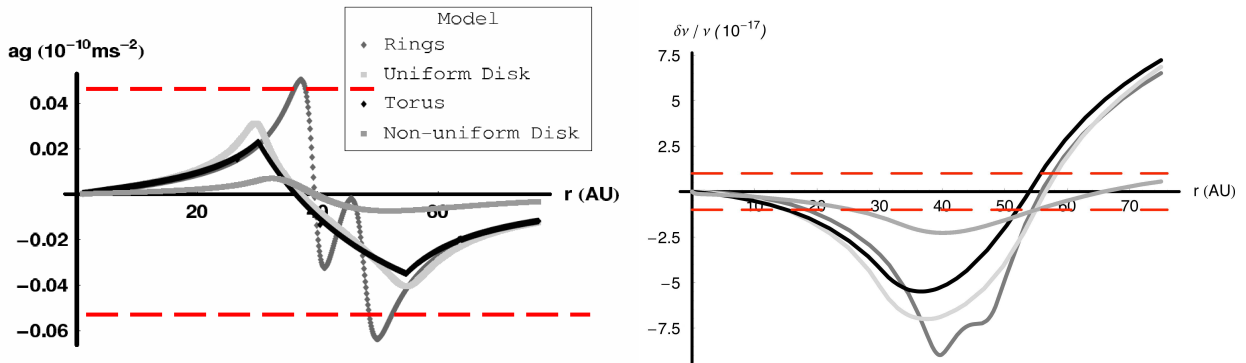 ag (10⁻¹⁰ms⁻²)
0.04
0.02
−0.02
−0.04
−0.06
20
40
60
r (AU)
Model
Rings
Uniform Disk
Torus
Non-uniform Disk
δν / ν (10⁻¹⁷)
7.5
5
2.5
−2.5
−5
−7.5
10
20
30
40
50
60
70
r (AU)